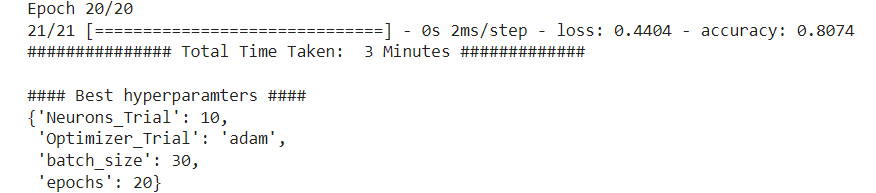 Epoch 20/20
21/21 [==============================] - 0s 2ms/step - loss: 0.4404 - accuracy: 0.8074
############### Total Time Taken:  3 Minutes #############

#### Best hyperparamters ####
{'Neurons_Trial': 10,
 'Optimizer_Trial': 'adam',
 'batch_size': 30,
 'epochs': 20}